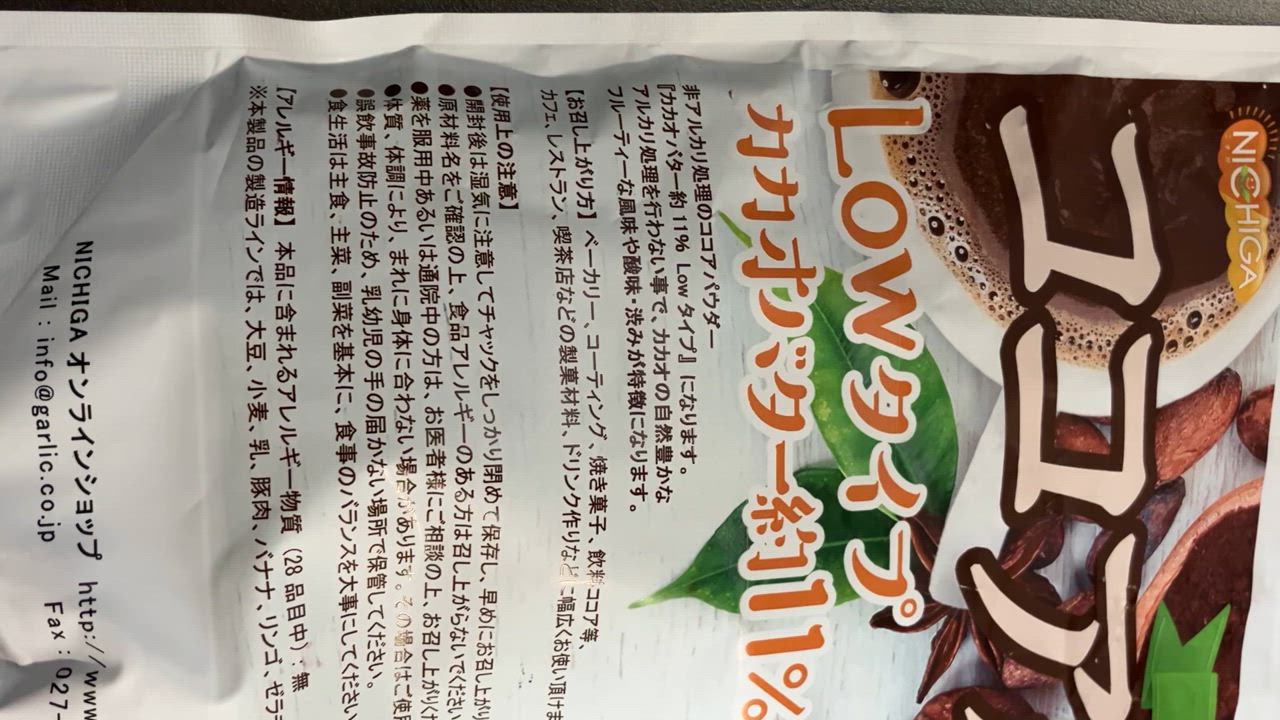 NICHIGA
ココア
LOWタイプ
カカオバター約11%
非アルカリ処理のココアパウダー
『カカオバター約11% Lowタイプ』になります。
アルカリ処理を行わない事で、カカオの自然豊かな
フルーティーな風味や酸味・渋みが特徴になります。
【お召し上がり方】ベーカリー、コーティング、焼き菓子、飲料ココア等、
カフェ、レストラン、喫茶店などの製菓材料、ドリンク作りなどに幅広くお使い頂けま
【使用上の注意】
●開封後は湿気に注意してチャックをしっかり閉めて保存し、早めにお召し上がり
●原材料名をご確認の上、食品アレルギーのある方は召し上がらないでください
●薬を服用中あるいは通院中の方は、お医者様にご相談の上、お召し上がりくだ
●体質、体調により、まれに身体に合わない場合があります。その場合はご使用
●誤飲事故防止のため、乳幼児の手の届かない場所で保管してください。
●食生活は主食、主菜、副菜を基本に、食事のバランスを大事にしてください
【アレルギー情報】 本品に含まれるアレルギー物質(28品目中):無
※本製品の製造ラインでは、大豆、小麦、乳、豚肉、バナナ、リンゴ、ゼラチ
NICHIGA オンラインショップ http://www
Mail:info@garlic.co.jp Fax:027-